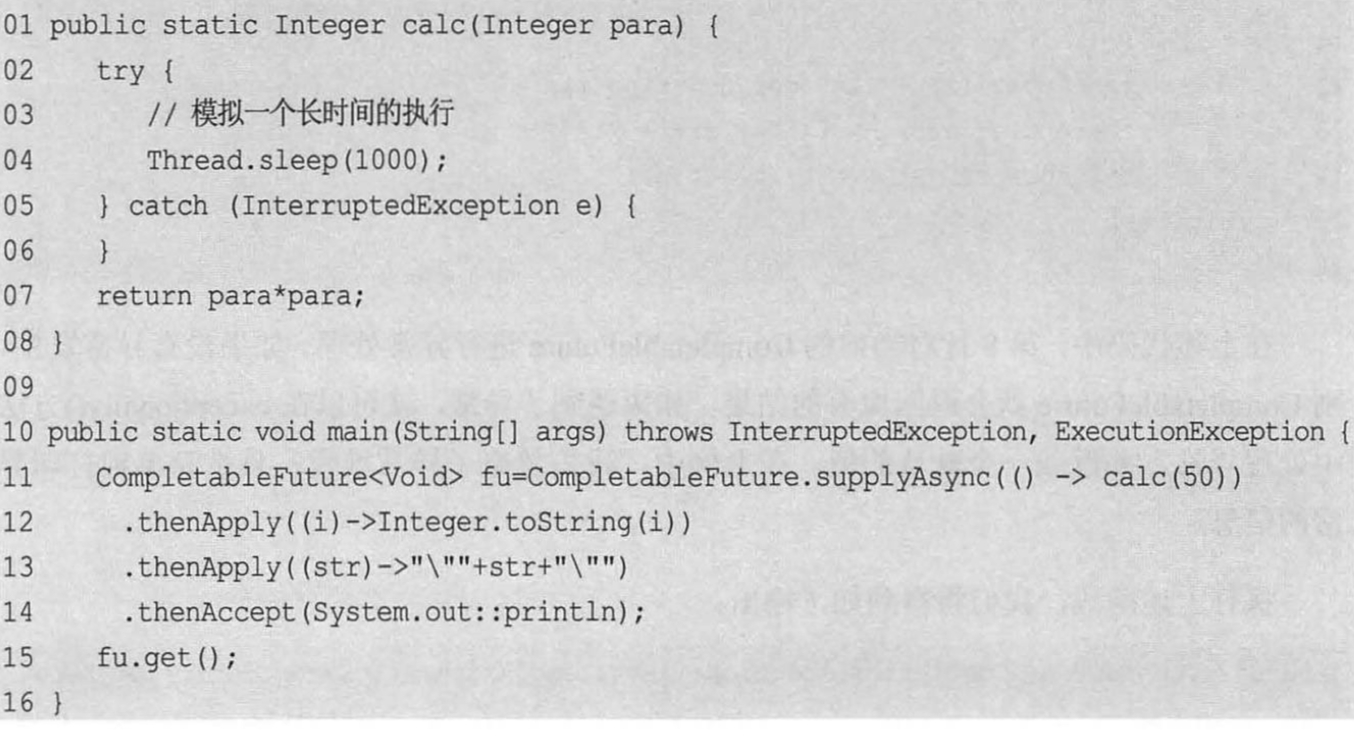 01 public static Integer calc(Integer para) {
02 try {
03 // 模拟一个长时间的执行
04 Thread.sleep(1000);
05 } catch (InterruptedException e) {
06 }
07 return para*para;
08 }
09
10 public static void main(String[] args) throws InterruptedException, ExecutionException {
11 CompletableFuture<Void> fu=CompletableFuture.supplyAsync(() -> calc(50))
12 .thenApply((i)->Integer.toString(i))
13 .thenApply((str)->"\""+str+"\"")
14 .thenAccept(System.out::println);
15 fu.get();
16 }